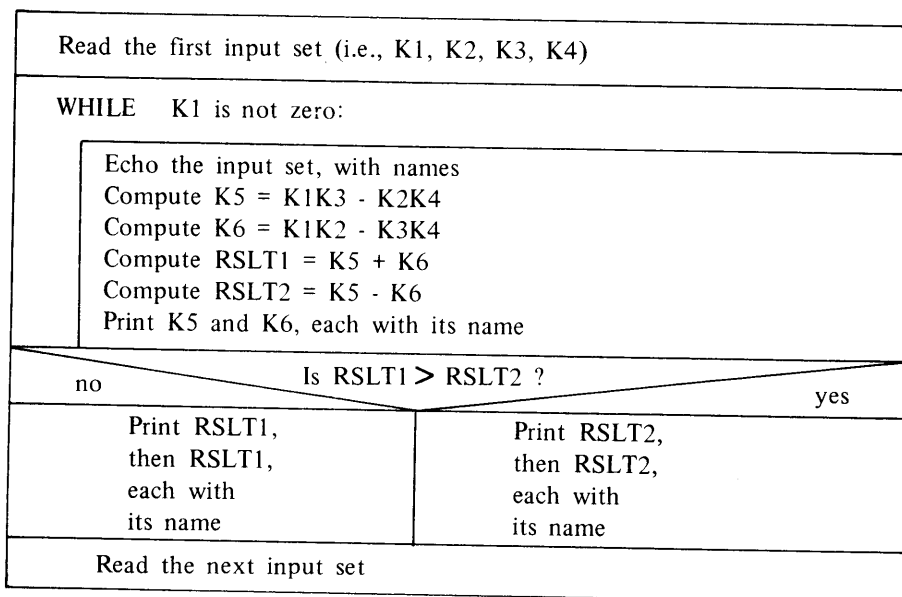 Read the first input set (i.e., K1, K2, K3, K4)
WHILE K1 is not zero:
Echo the input set, with names
Compute K5 = K1K3 - K2K4
Compute K6 = K1K2 - K3K4
Compute RSLT1 = K5 + K6
Compute RSLT2 = K5 - K6
Print K5 and K6, each with its name
Is RSLT1 > RSLT2 ?
no
yes
Print RSLT1,
then RSLT1,
each with
its name
Print RSLT2,
then RSLT2,
each with
its name
Read the next input set